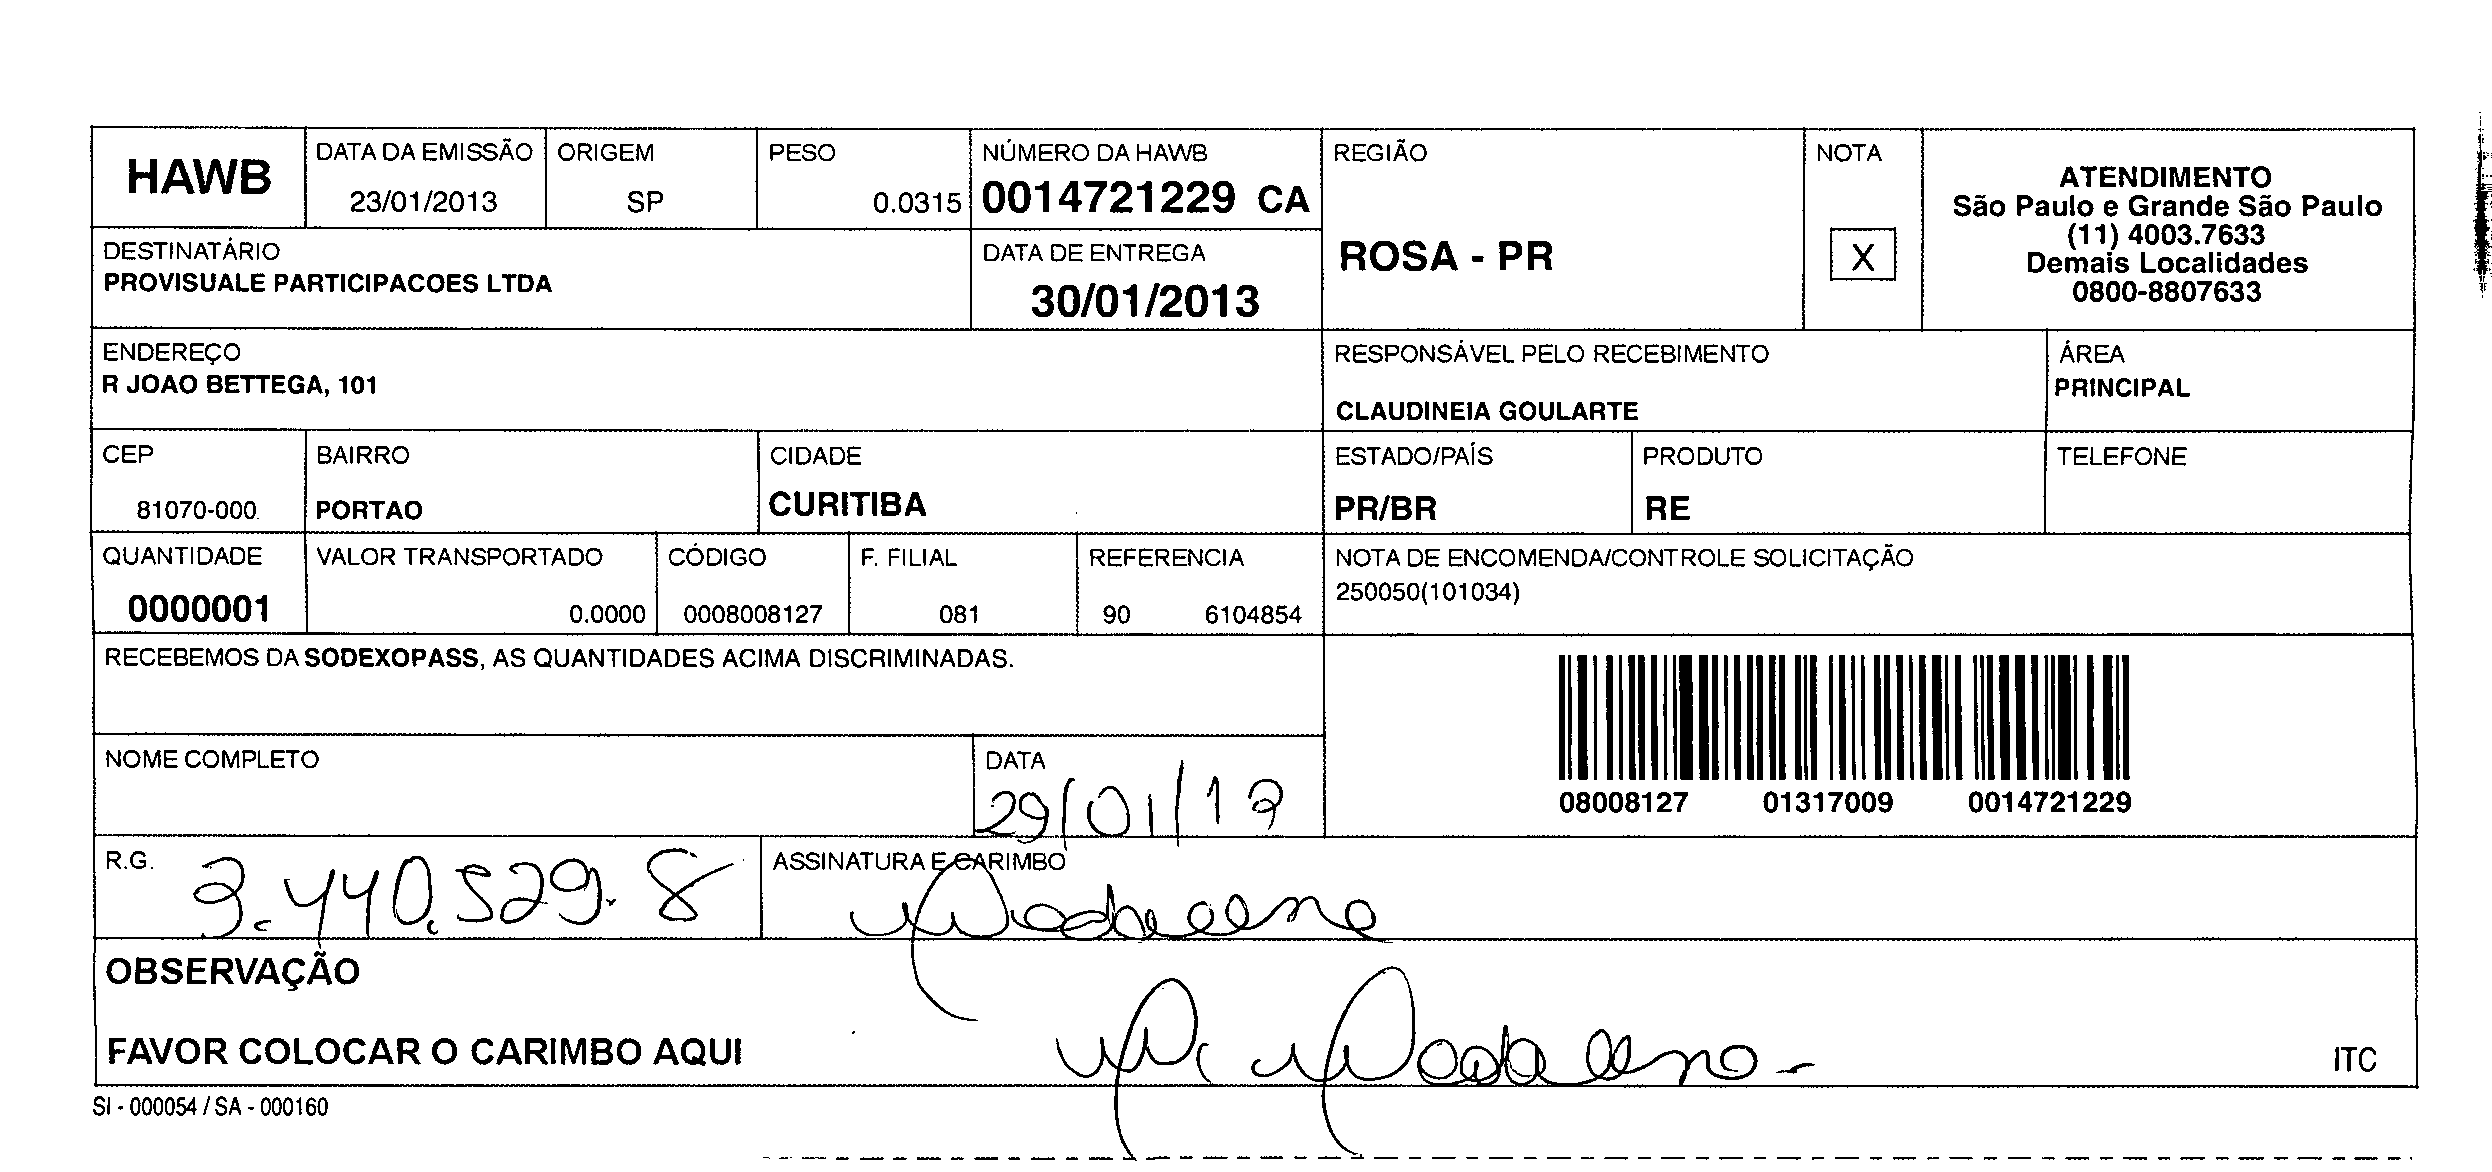 HAWB
DATA DA EMISSÃO
23/01/2013
ORIGEM
SP
PESO
0.0315
NÚMERO DA HAWB
0014721229 CA
REGIÃO
ROSA - PR
NOTA
X
ATENDIMENTO
São Paulo e Grande São Paulo
(11) 4003.7633
Demais Localidades
0800-8807633
DESTINATÁRIO
PROVISUALE PARTICIPACOES LTDA
DATA DE ENTREGA
30/01/2013
ENDEREÇO
R JOAO BETTEGA, 101
RESPONSÁVEL PELO RECEBIMENTO
CLAUDINEIA GOULARTE
ÁREA
PRINCIPAL
CEP
81070-000
BAIRRO
PORTAO
CIDADE
CURITIBA
ESTADO/PAÍS
PR/BR
PRODUTO
RE
TELEFONE
QUANTIDADE
0000001
VALOR TRANSPORTADO
0.0000
CÓDIGO
0008008127
F. FILIAL
081
REFERENCIA
90 6104854
NOTA DE ENCOMENDA/CONTROLE SOLICITAÇÃO
250050(101034)
RECEBEMOS DA SODEXOPASS, AS QUANTIDADES ACIMA DISCRIMINADAS.
08008127 01317009 0014721229
NOME COMPLETO
DATA
29/01/13
R.G.
3.440.529.8
ASSINATURA E CARIMBO
OBSERVAÇÃO
FAVOR COLOCAR O CARIMBO AQUI
ITC
SI - 000054 / SA - 000160